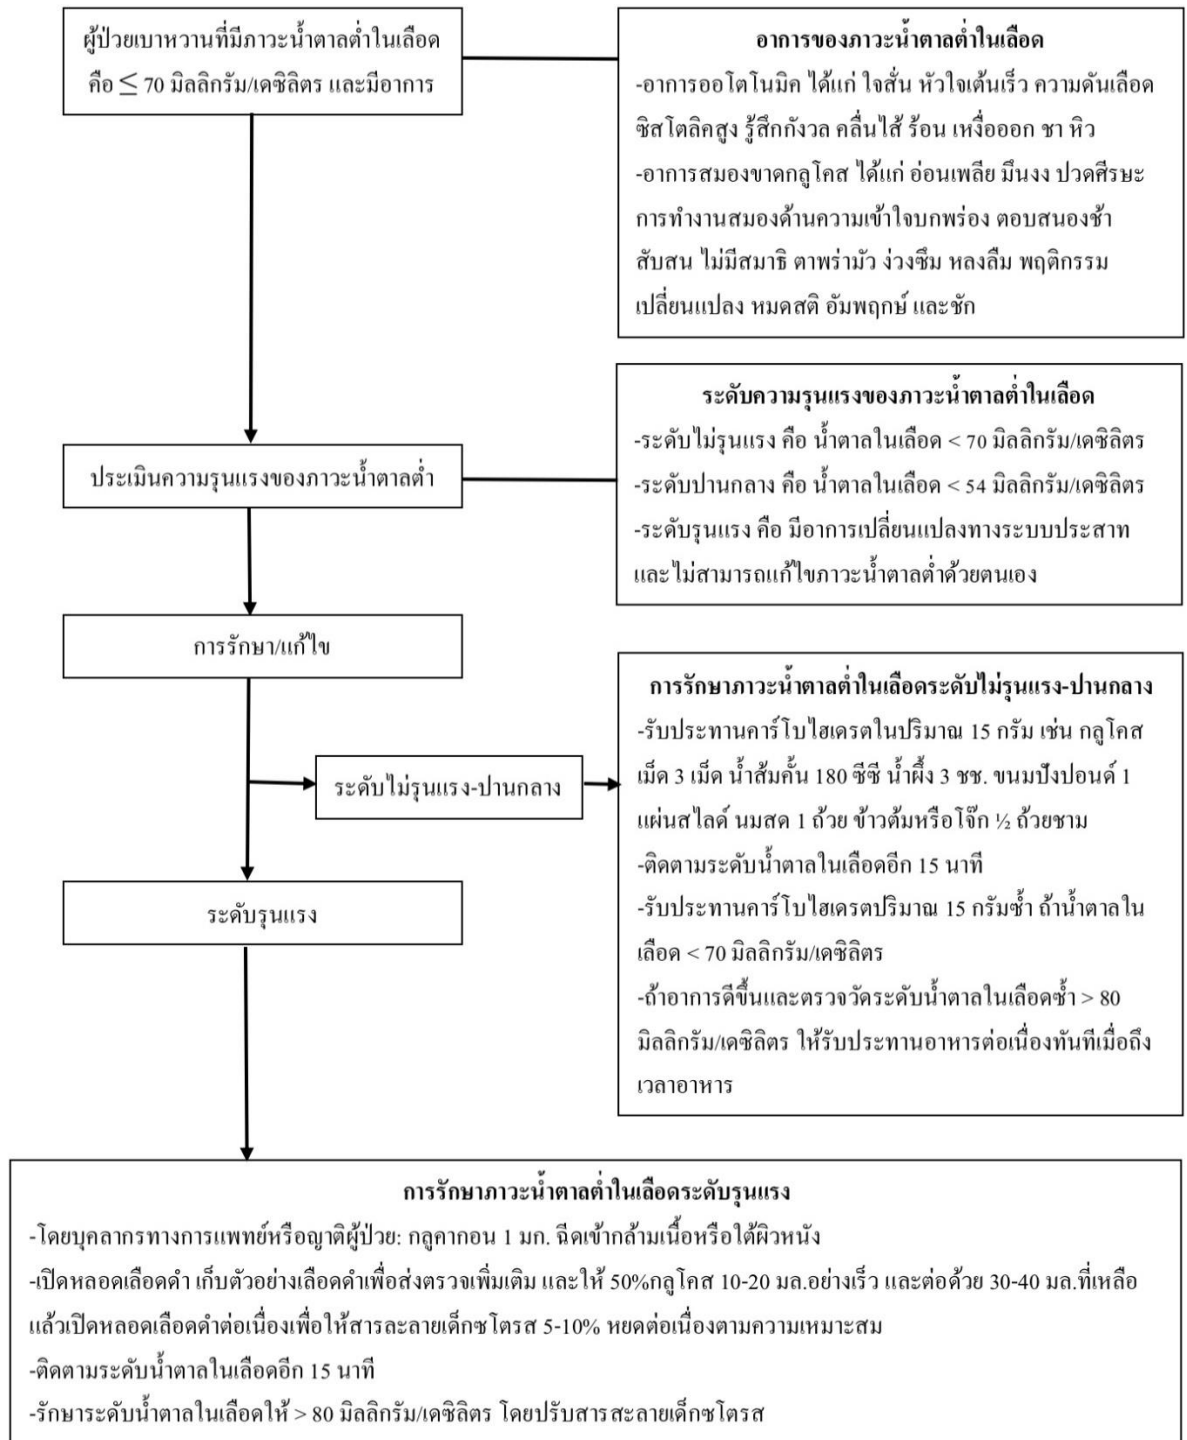 ผู้ป่วยเบาหวานที่มีภาวะน้ำตาลต่ำในเลือด
คือ ≤ 70 มิลลิกรัม/เดซิลิตร และมีอาการ
อาการของภาวะน้ำตาลต่ำในเลือด
-อาการออโตโนมิค ได้แก่ ใจสั่น หัวใจเต้นเร็ว ความดันเลือด
ซิสโตลิคสูง รู้สึกกังวล คลื่นไส้ ร้อน เหงื่อออก ชา หิว
-อาการสมองขาดกลูโคส ได้แก่ อ่อนเพลีย มึนงง ปวดศีรษะ
การทำงานสมองด้านความเข้าใจบกพร่อง ตอบสนองช้า
สับสน ไม่มีสมาธิ ตาพร่ามัว ง่วงซึม หลงลืม พฤติกรรม
เปลี่ยนแปลง หมดสติ อัมพฤกษ์ และชัก
ระดับความรุนแรงของภาวะน้ำตาลต่ำในเลือด
-ระดับไม่รุนแรง คือ น้ำตาลในเลือด < 70 มิลลิกรัม/เดซิลิตร
-ระดับปานกลาง คือ น้ำตาลในเลือด < 54 มิลลิกรัม/เดซิลิตร
-ระดับรุนแรง คือ มีอาการเปลี่ยนแปลงทางระบบประสาท
และไม่สามารถแก้ไขภาวะน้ำตาลต่ำด้วยตนเอง
ประเมินความรุนแรงของภาวะน้ำตาลต่ำ
การรักษา/แก้ไข
ระดับไม่รุนแรง-ปานกลาง
การรักษาภาวะน้ำตาลต่ำในเลือดระดับไม่รุนแรง-ปานกลาง
-รับประทานคาร์โบไฮเดรตในปริมาณ 15 กรัม เช่น กลูโคส
เม็ด 3 เม็ด น้ำส้มคั้น 180 ซีซี น้ำผึ้ง 3 ชช. ขนมปังปอนด์ 1
แผ่นสไลด์ นมสด 1 ถ้วย ข้าวต้มหรือโจ๊ก ½ ถ้วยชาม
-ติดตามระดับน้ำตาลในเลือดอีก 15 นาที
-รับประทานคาร์โบไฮเดรตปริมาณ 15 กรัมซ้ำ ถ้าน้ำตาลใน
เลือด < 70 มิลลิกรัม/เดซิลิตร
-ถ้าอาการดีขึ้นและตรวจวัดระดับน้ำตาลในเลือดซ้ำ > 80
มิลลิกรัม/เดซิลิตร ให้รับประทานอาหารต่อเนื่องทันทีเมื่อถึง
เวลาอาหาร
ระดับรุนแรง
การรักษาภาวะน้ำตาลต่ำในเลือดระดับรุนแรง
-โดยบุคลากรทางการแพทย์หรือญาติผู้ป่วย: กลูคากอน 1 มก. ฉีดเข้ากล้ามเนื้อหรือใต้ผิวหนัง
-เปิดหลอดเลือดดำ เก็บตัวอย่างเลือดดำเพื่อส่งตรวจเพิ่มเติม และให้ 50%กลูโคส 10-20 มล.อย่างเร็ว และต่อด้วย 30-40 มล.ที่เหลือ
แล้วเปิดหลอดเลือดดำต่อเนื่องเพื่อให้สารละลายเด็กซโตรส 5-10% หยดต่อเนื่องตามความเหมาะสม
-ติดตามระดับน้ำตาลในเลือดอีก 15 นาที
-รักษาระดับน้ำตาลในเลือดให้ > 80 มิลลิกรัม/เดซิลิตร โดยปรับสารสะลายเด็กซโตรส